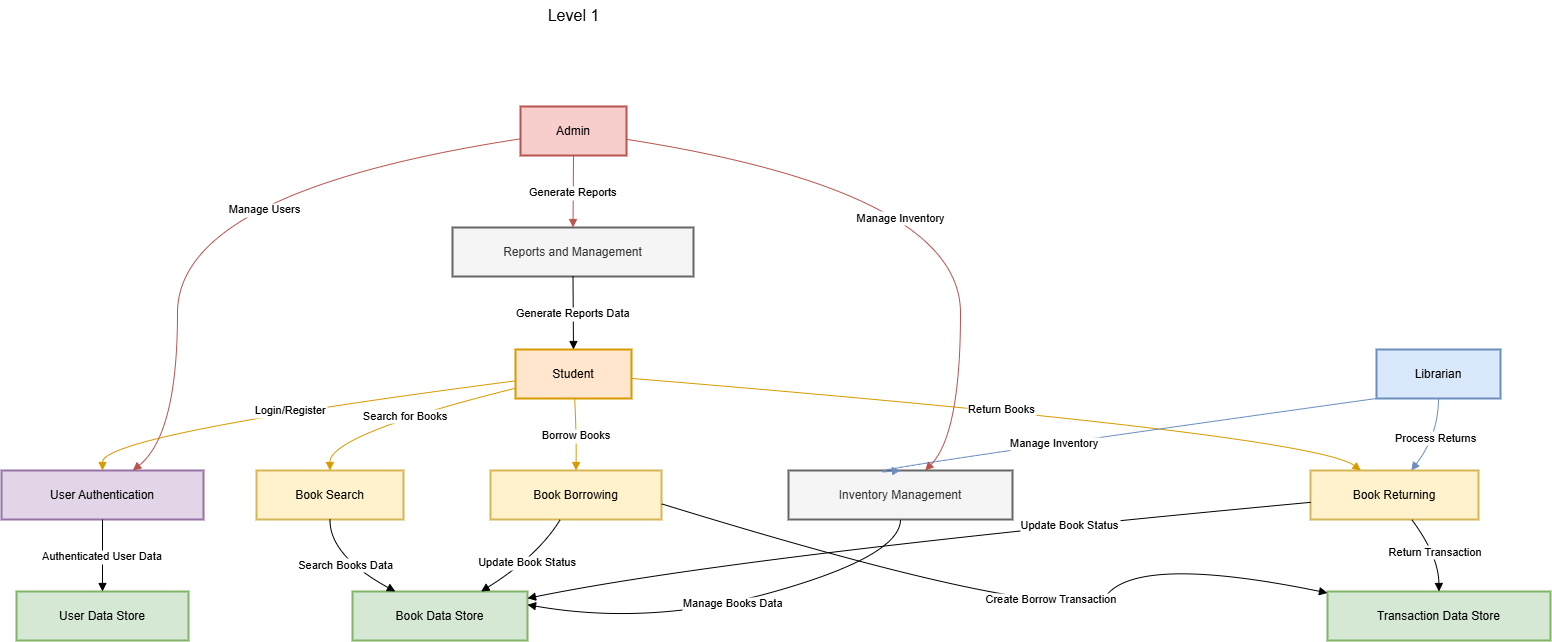 Level 1
Admin
Generate Reports
Manage Users
Manage Inventory
Reports and Management
Generate Reports Data
Student
Librarian
Login/Register
Search for Books
Return Books
Borrow Books
Manage Inventory
Process Returns
User Authentication
Book Search
Book Borrowing
Inventory Management
Book Returning
Update Book Status
Authenticated User Data
Search Books Data
Update Book Status
Return Transaction
Manage Books Data
Create Borrow Transaction
User Data Store
Book Data Store
Transaction Data Store